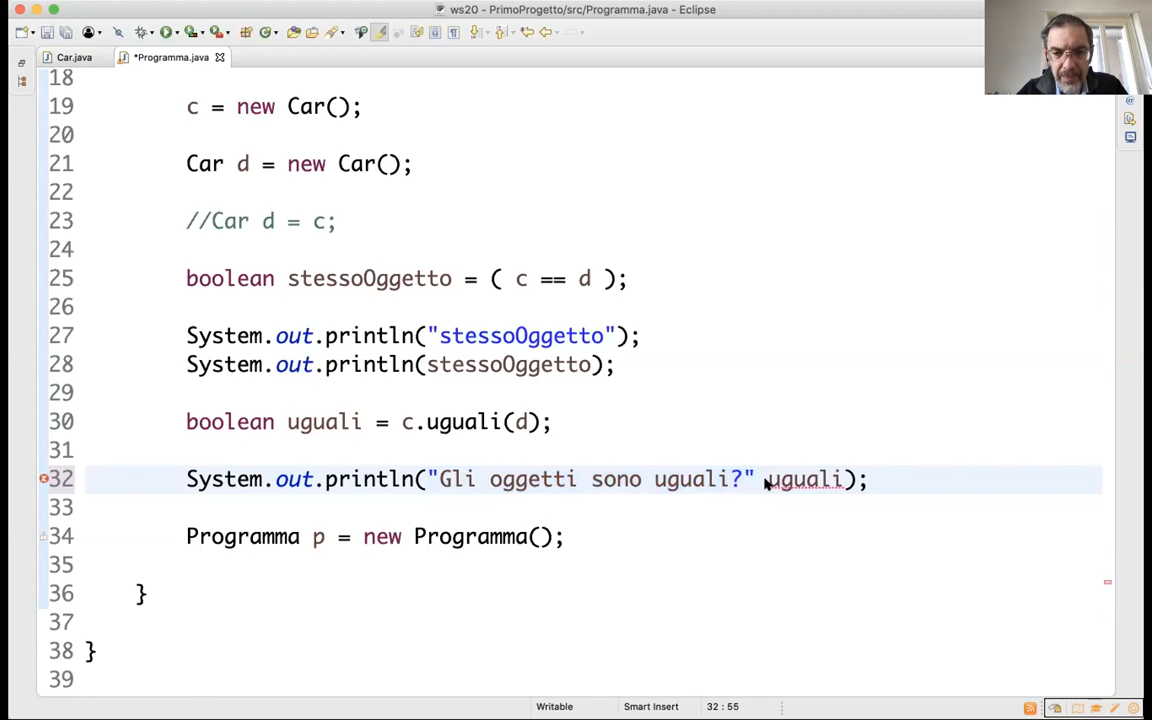 ws20 - PrimoProgetto/src/Programma.java - Eclipse
Car.java
*Programma.java
18
19 c = new Car();
20
21 Car d = new Car();
22
23 //Car d = c;
24
25 boolean stessoOggetto = ( c == d );
26
27 System.out.println("stessoOggetto");
28 System.out.println(stessoOggetto);
29
30 boolean uguali = c.uguali(d);
31
32 System.out.println("Gli oggetti sono uguali?" uguali);
33
34 Programma p = new Programma();
35
36 }
37
38 }
39
Writable
Smart Insert
32 : 55